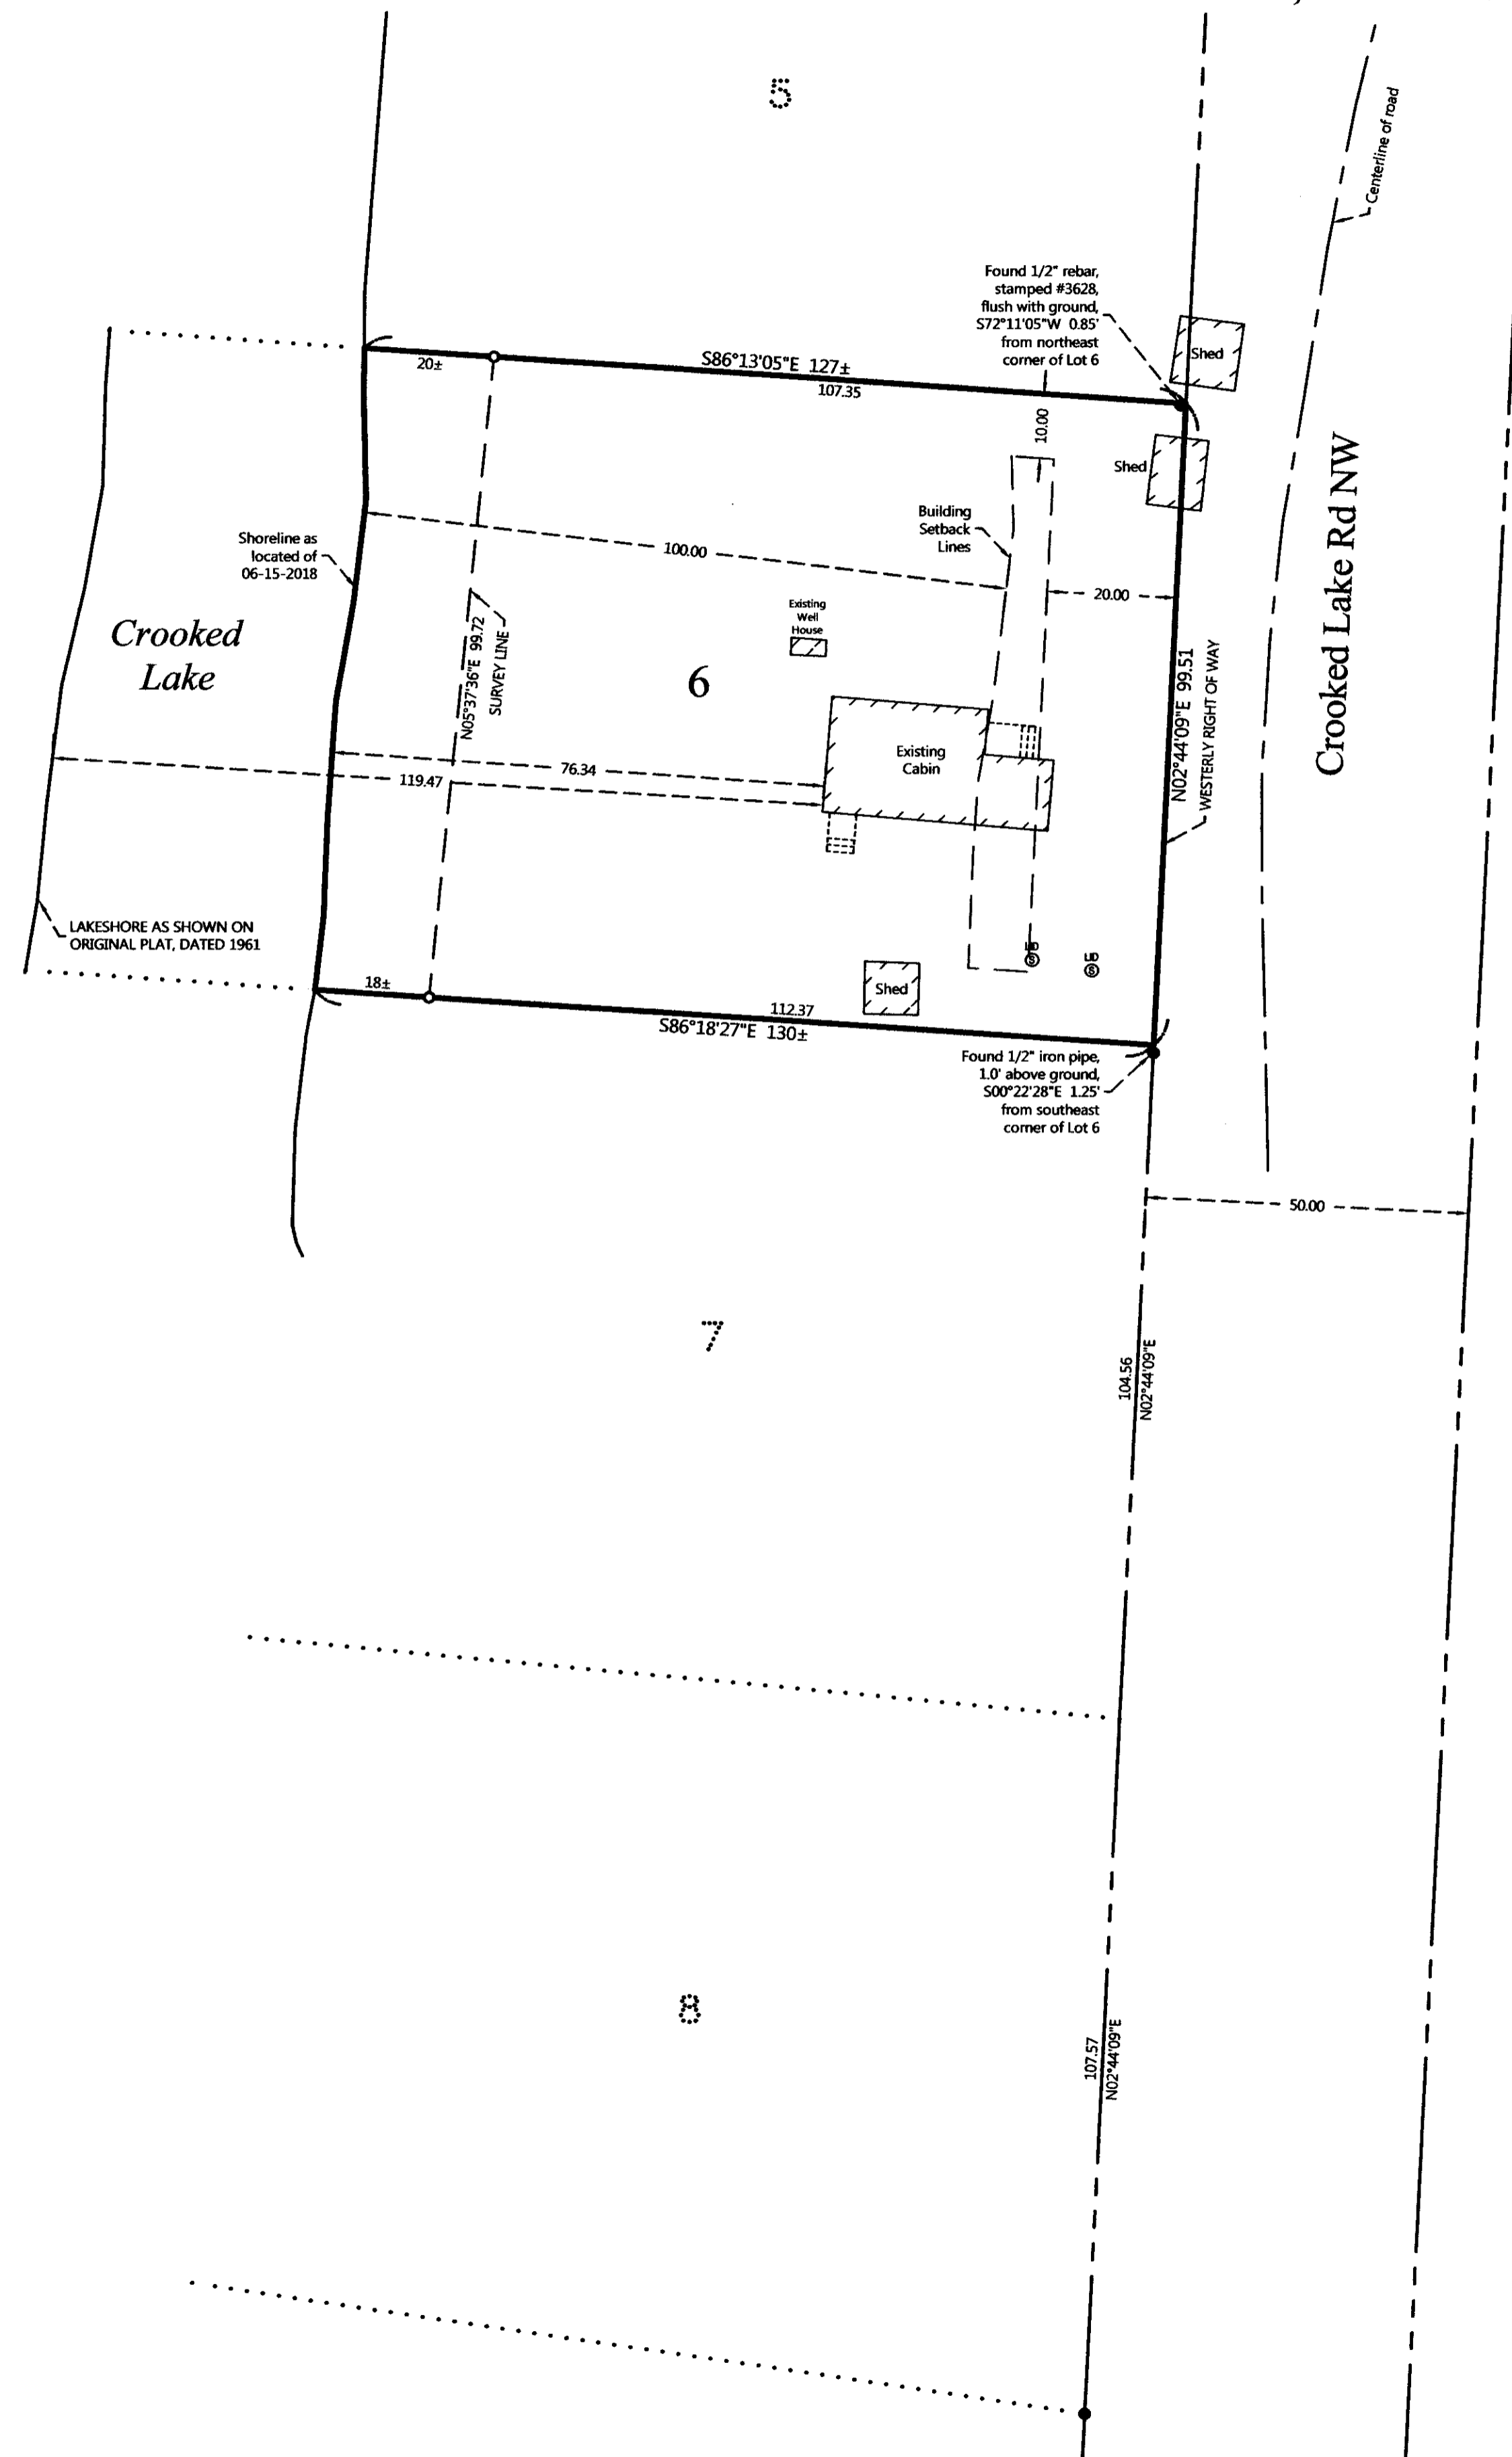 5
Centerline of road
Found 1/2" rebar,
stamped #3628,
flush with ground,
S72°11'05"W 0.85'
from northeast
corner of Lot 6
Shed
20±
S86°13'05"E 127±
107.35
10.00
Shed
Building
Setback
Lines
Shoreline as
located of
06-15-2018
100.00
20.00
Existing
Well
House
Crooked
Lake
N05°37'36"E 99.72
SURVEY LINE
6
N02°44'09"E 99.51
WESTERLY RIGHT OF WAY
Crooked Lake Rd NW
Existing
Cabin
76.34
119.47
LAKESHORE AS SHOWN ON
ORIGINAL PLAT, DATED 1961
18±
Shed
S
S
112.37
S86°18'27"E 130±
Found 1/2" iron pipe,
1.0' above ground,
S00°22'28"E 1.25'
from southeast
corner of Lot 6
50.00
7
104.56
N02°44'09"E
8
107.57
N02°44'09"E